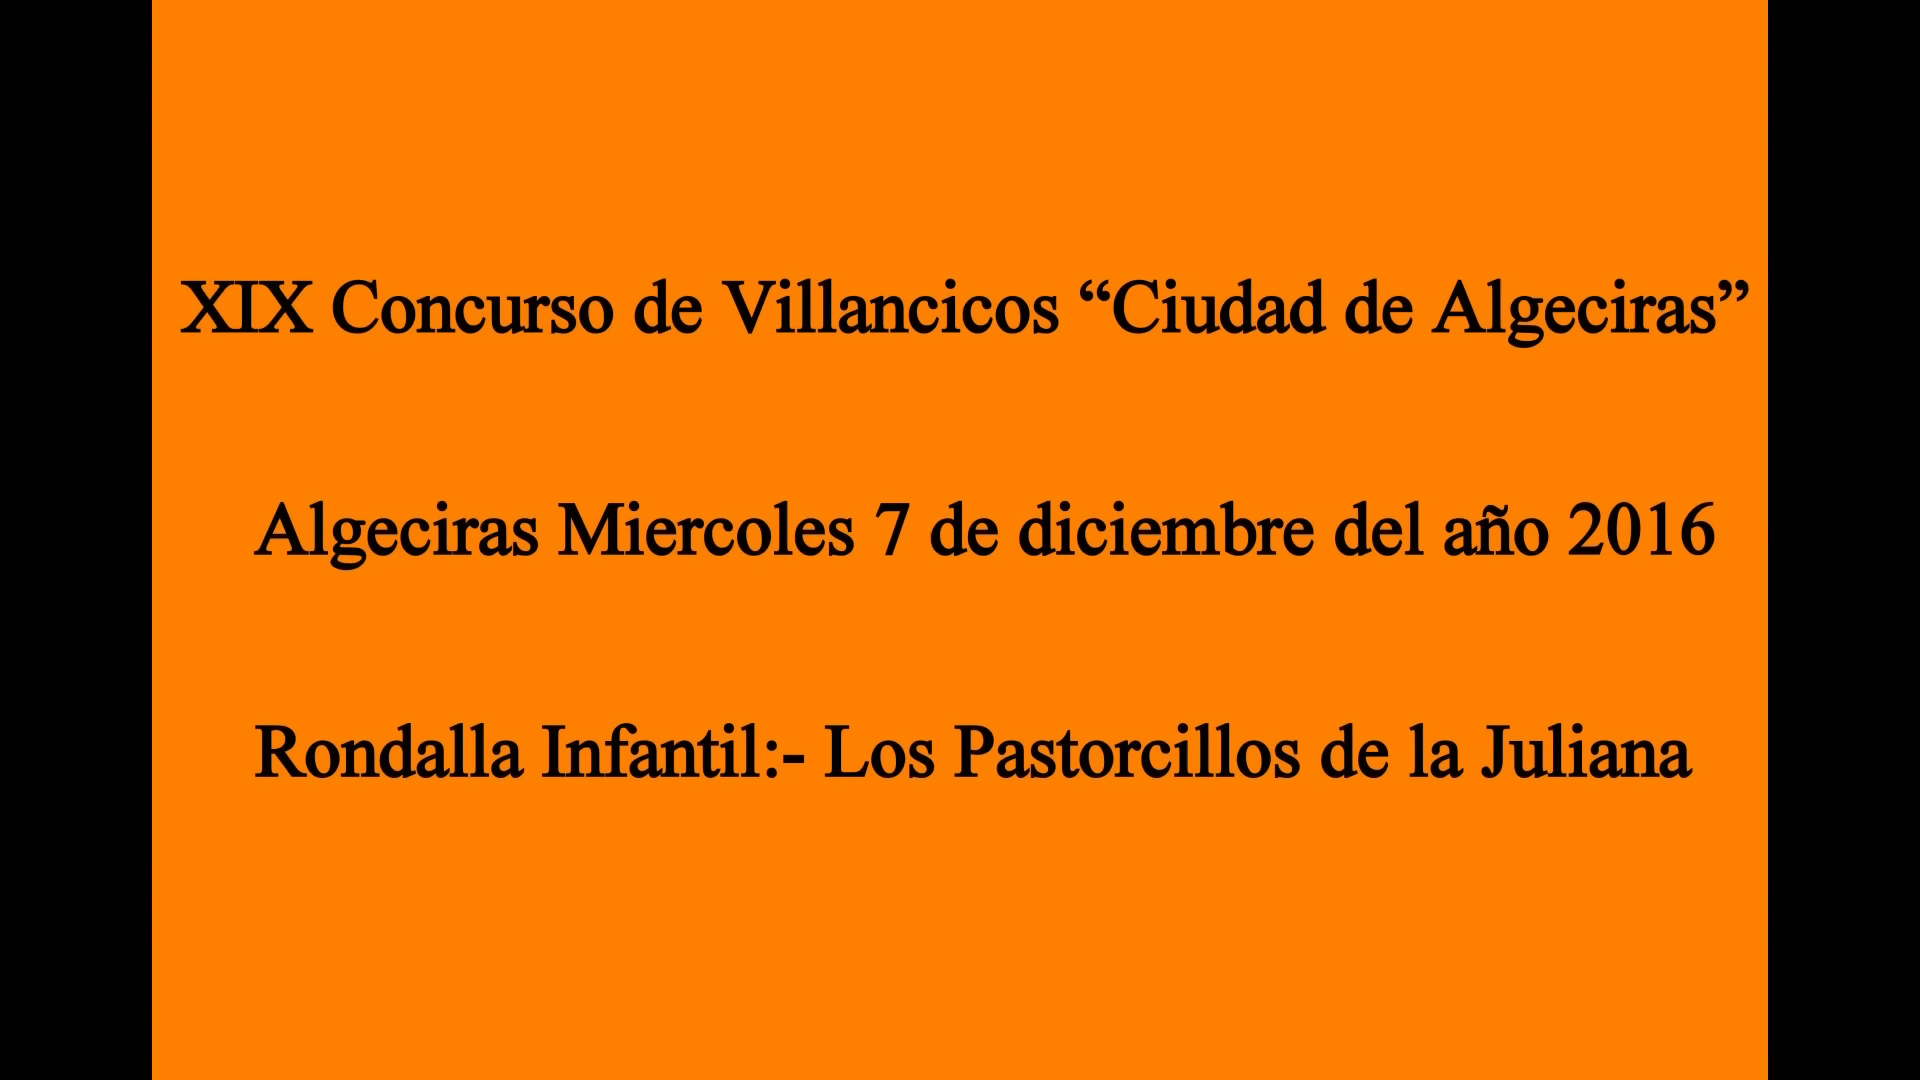 XIX Concurso de Villancicos “Ciudad de Algeciras”
Algeciras Miercoles 7 de diciembre del año 2016
Rondalla Infantil:- Los Pastorcillos de la Juliana